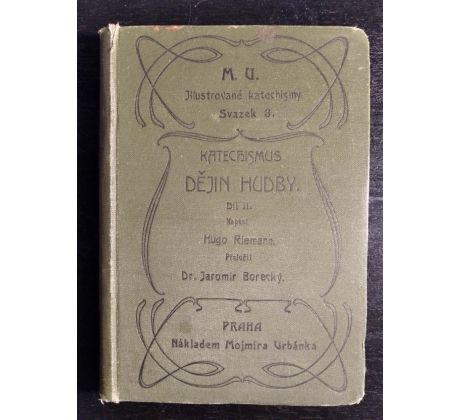 M. U.
Jllustrované katechismy
Svazek 3.
KATECHISMUS
DĚJIN HUDBY.
Díl II.
Napsal
Hugo Riemann.
Přeložil
Dr. Jaromír Borecký.
PRAHA
Nákladem Mojmíra Urbánka